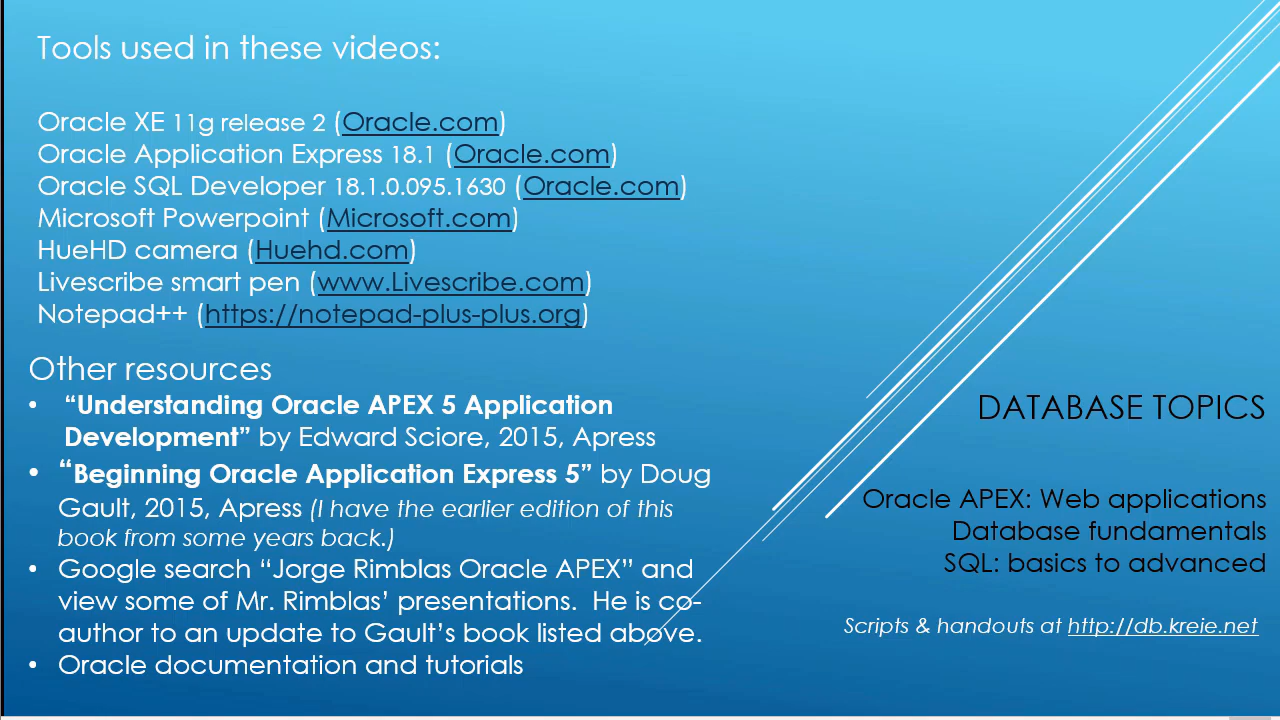 Tools used in these videos:
Oracle XE 11g release 2 (Oracle.com)
Oracle Application Express 18.1 (Oracle.com)
Oracle SQL Developer 18.1.0.095.1630 (Oracle.com)
Microsoft Powerpoint (Microsoft.com)
HueHD camera (Huehd.com)
Livescribe smart pen (www.Livescribe.com)
Notepad++ (https://notepad-plus-plus.org)
Other resources
• “Understanding Oracle APEX 5 Application
Development” by Edward Sciore, 2015, Apress
• “Beginning Oracle Application Express 5” by Doug
Gault, 2015, Apress (I have the earlier edition of this
book from some years back.)
• Google search “Jorge Rimblas Oracle APEX” and
view some of Mr. Rimblas’ presentations.  He is co-
author to an update to Gault’s book listed above.
• Oracle documentation and tutorials
DATABASE TOPICS
Oracle APEX: Web applications
Database fundamentals
SQL: basics to advanced
Scripts & handouts at http://db.kreie.net